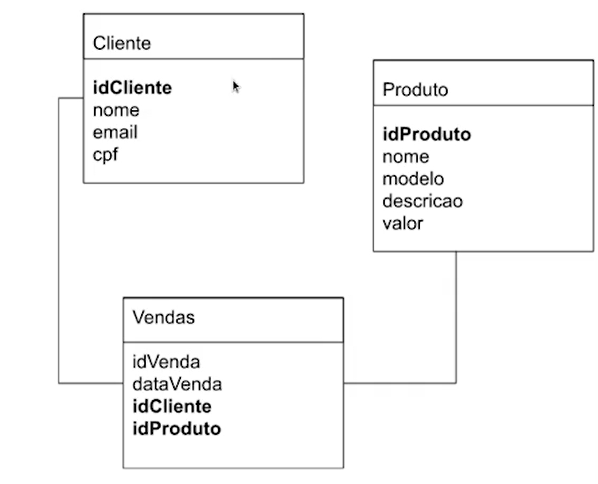 Cliente
idCliente
nome
email
cpf
Produto
idProduto
nome
modelo
descricao
valor
Vendas
idVenda
dataVenda
idCliente
idProduto